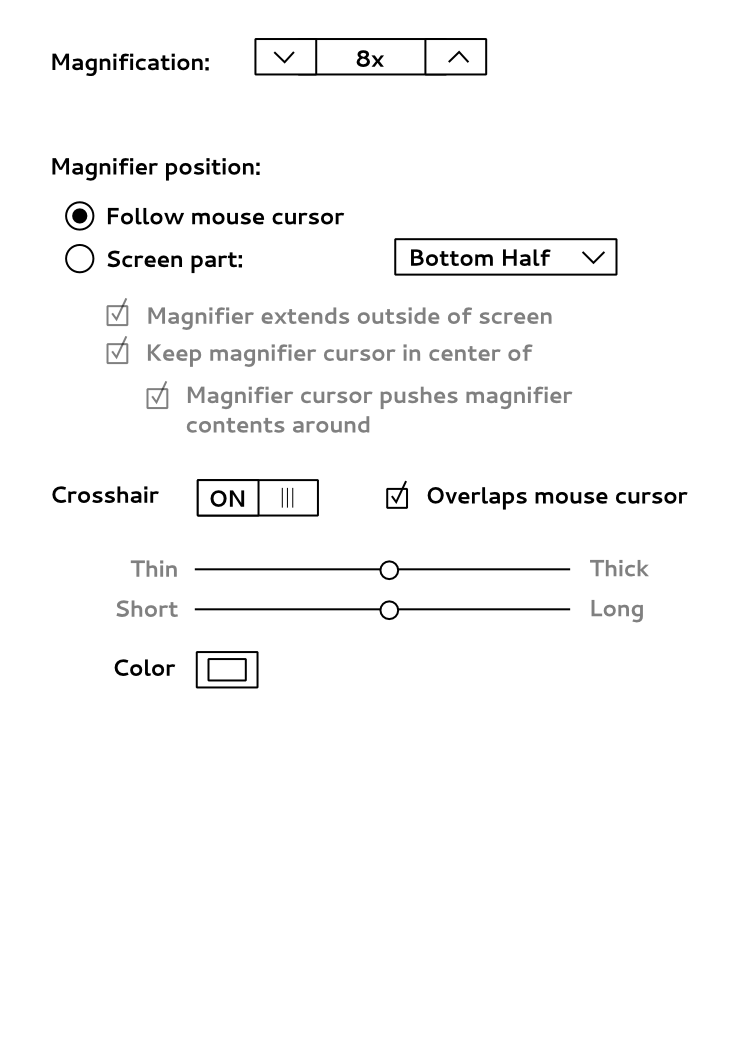 Magnification: 8x
Magnifier position:
Follow mouse cursor
Screen part: Bottom Half
Magnifier extends outside of screen
Keep magnifier cursor in center of
Magnifier cursor pushes magnifier
contents around
Crosshair ON Overlaps mouse cursor
Thin Thick
Short Long
Color